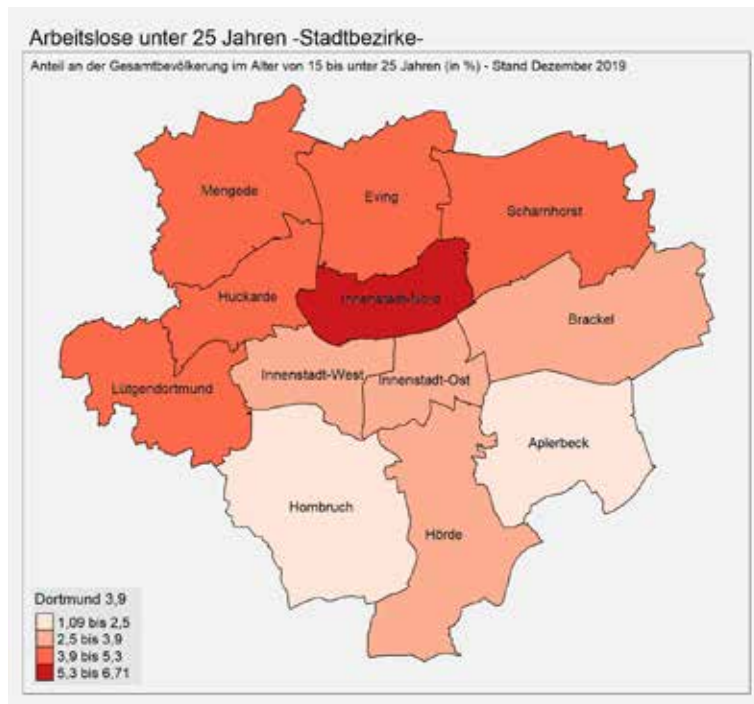 Arbeitslose unter 25 Jahren -Stadtbezirke-
Anteil an der Gesamtbevölkerung im Alter von 15 bis unter 25 Jahren (in %) - Stand Dezember 2019
Mengede
Eving
Scharnhorst
Huckarde
Innenstadt-Nord
Brackel
Lütgendortmund
Innenstadt-West
Innenstadt-Ost
Aplerbeck
Hombruch
Hörde
Dortmund 3,9
1,09 bis 2,5
2,5 bis 3,9
3,9 bis 5,3
5,3 bis 6,71